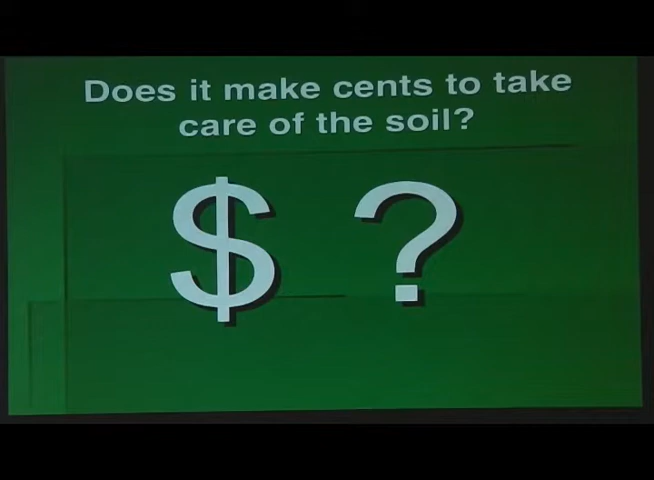 Does it make cents to take
care of the soil?
$ ?